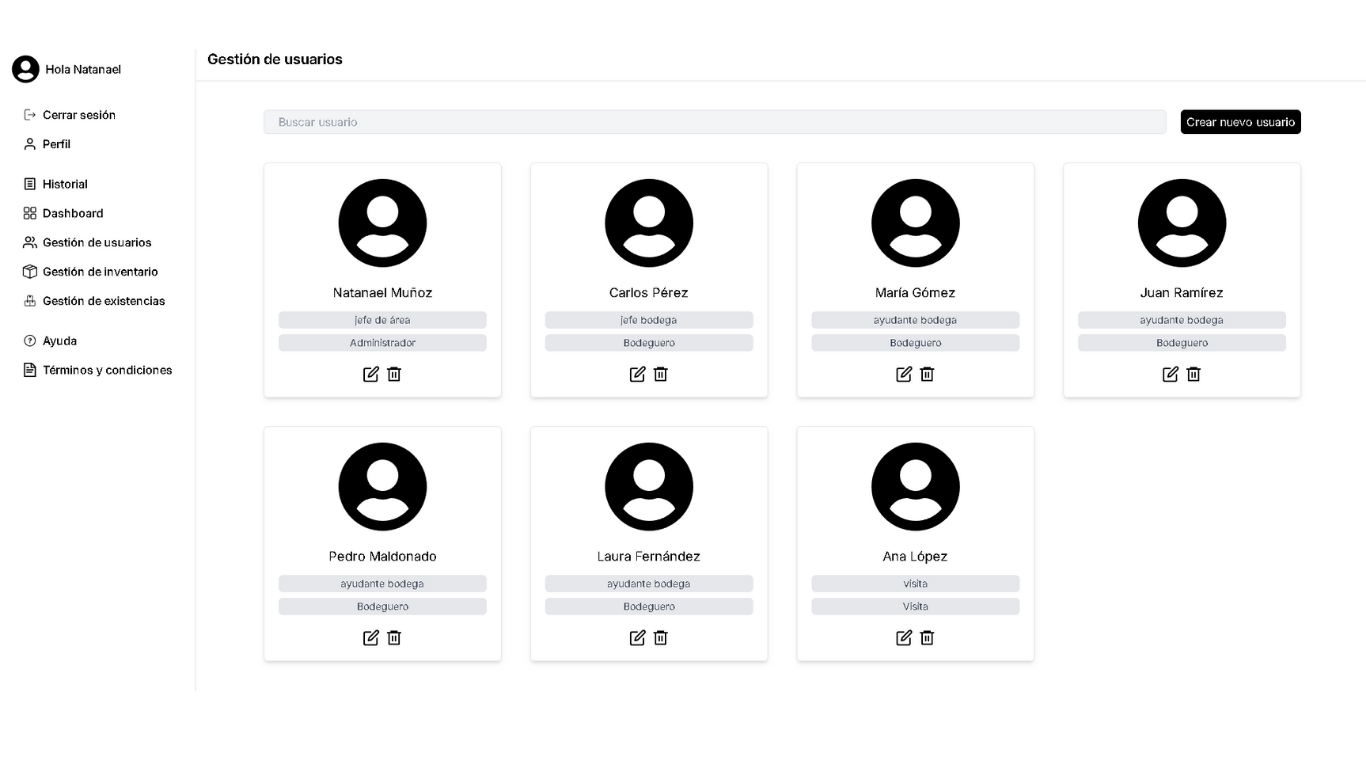 Hola Natanael
Cerrar sesión
Perfil
Historial
Dashboard
Gestión de usuarios
Gestión de inventario
Gestión de existencias
Ayuda
Términos y condiciones
Gestión de usuarios
Buscar usuario
Crear nuevo usuario
Natanael Muñoz
jefe de área
Administrador
Carlos Pérez
jefe bodega
Bodeguero
María Gómez
ayudante bodega
Bodeguero
Juan Ramírez
ayudante bodega
Bodeguero
Pedro Maldonado
ayudante bodega
Bodeguero
Laura Fernández
ayudante bodega
Bodeguero
Ana López
visita
Visita